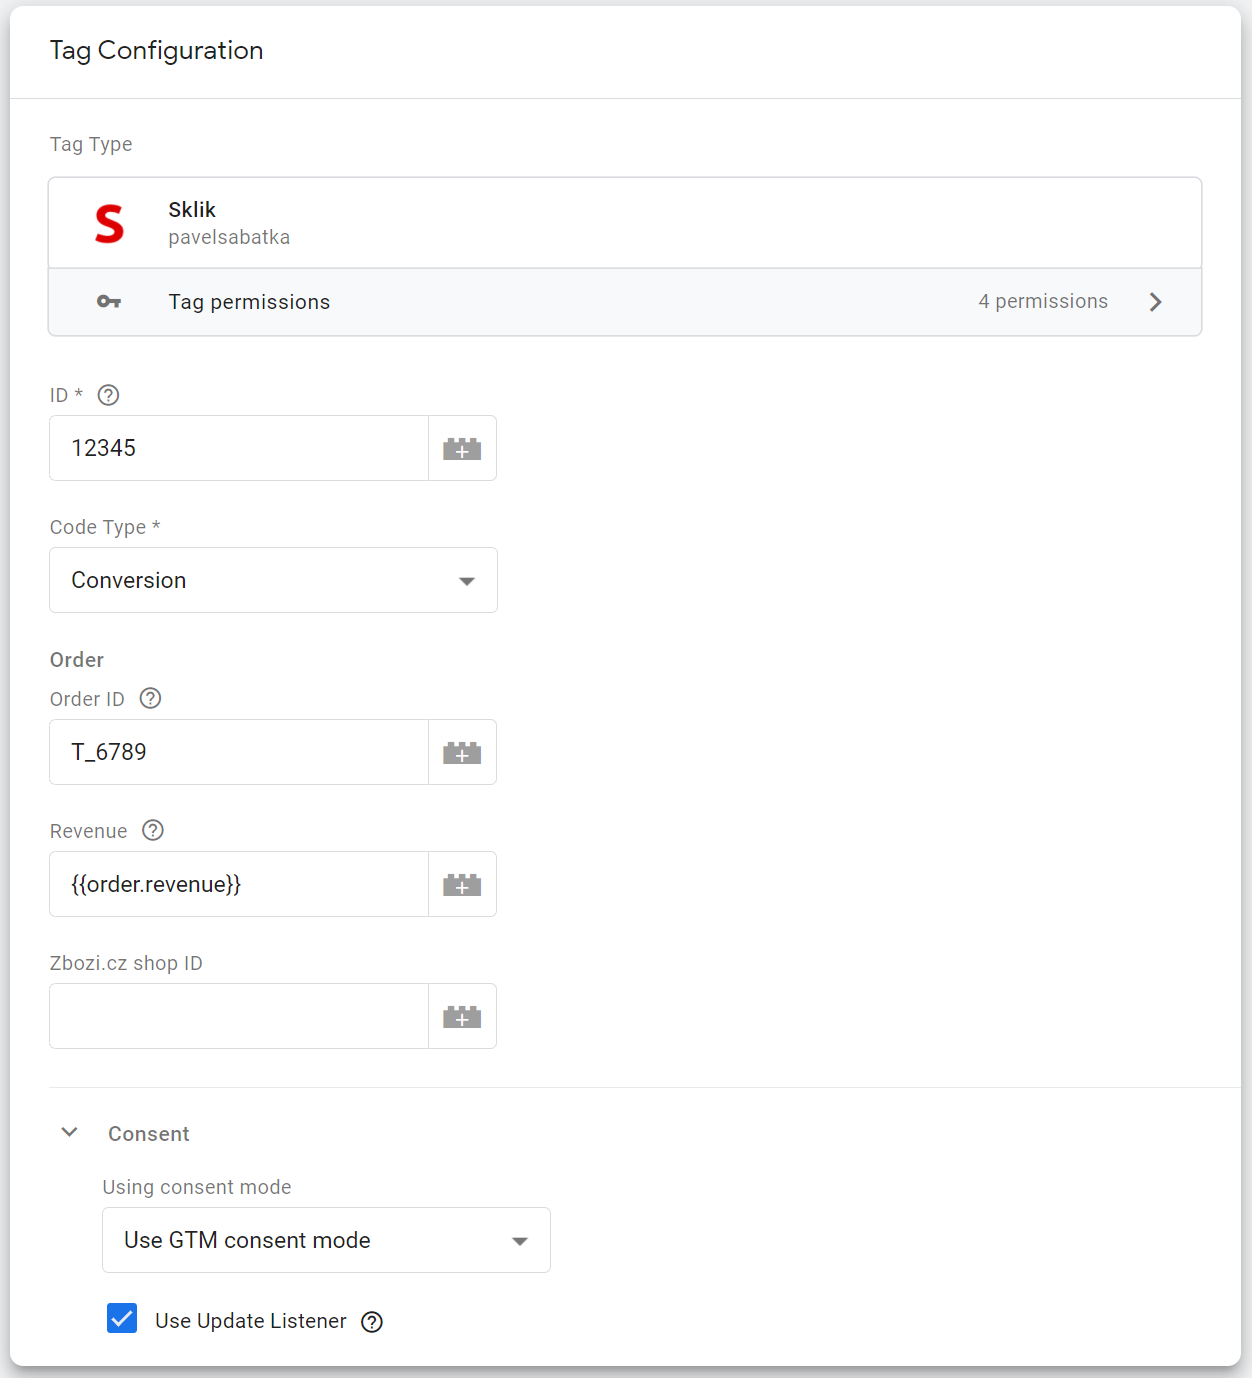 Tag Configuration
Tag Type
S
Sklik
pavelsabatka
Tag permissions 4 permissions
ID *
12345
Code Type *
Conversion
Order
Order ID
T_6789
Revenue
{{order.revenue}}
Zbozi.cz shop ID
Consent
Using consent mode
Use GTM consent mode
Use Update Listener